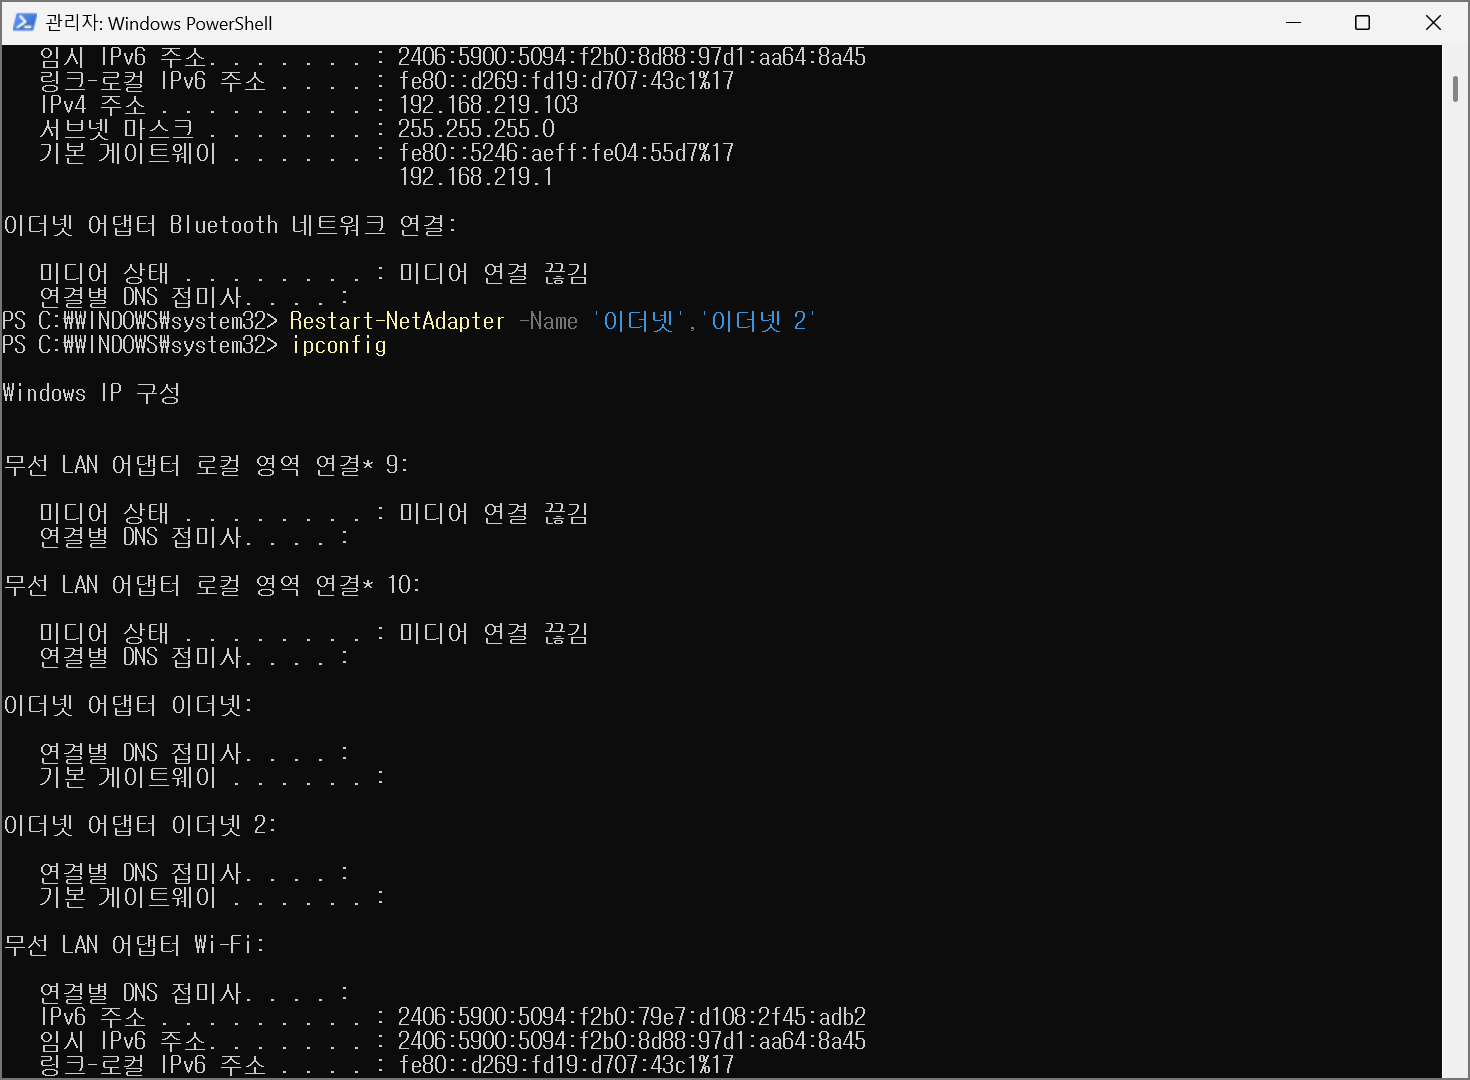 관리자: Windows PowerShell
임시 IPv6 주소. . . . . . . : 2406:5900:5094:f2b0:8d88:97d1:aa64:8a45
링크-로컬 IPv6 주소 . . . . : fe80::d269:fd19:d707:43c1%17
IPv4 주소 . . . . . . . . . : 192.168.219.103
서브넷 마스크 . . . . . . . : 255.255.255.0
기본 게이트웨이 . . . . . . : fe80::5246:aeff:fe04:55d7%17
192.168.219.1
이더넷 어댑터 Bluetooth 네트워크 연결:
미디어 상태 . . . . . . . . : 미디어 연결 끊김
연결별 DNS 접미사. . . . :
PS C:₩WINDOWS₩system32> Restart-NetAdapter -Name '이더넷','이더넷 2'
PS C:₩WINDOWS₩system32> ipconfig
Windows IP 구성
무선 LAN 어댑터 로컬 영역 연결* 9:
미디어 상태 . . . . . . . . : 미디어 연결 끊김
연결별 DNS 접미사. . . . :
무선 LAN 어댑터 로컬 영역 연결* 10:
미디어 상태 . . . . . . . . : 미디어 연결 끊김
연결별 DNS 접미사. . . . :
이더넷 어댑터 이더넷:
연결별 DNS 접미사. . . . :
기본 게이트웨이 . . . . . . :
이더넷 어댑터 이더넷 2:
연결별 DNS 접미사. . . . :
기본 게이트웨이 . . . . . . :
무선 LAN 어댑터 Wi-Fi:
연결별 DNS 접미사. . . . :
IPv6 주소 . . . . . . . . . : 2406:5900:5094:f2b0:79e7:d108:2f45:adb2
임시 IPv6 주소. . . . . . . : 2406:5900:5094:f2b0:8d88:97d1:aa64:8a45
링크-로컬 IPv6 주소 . . . . : fe80::d269:fd19:d707:43c1%17